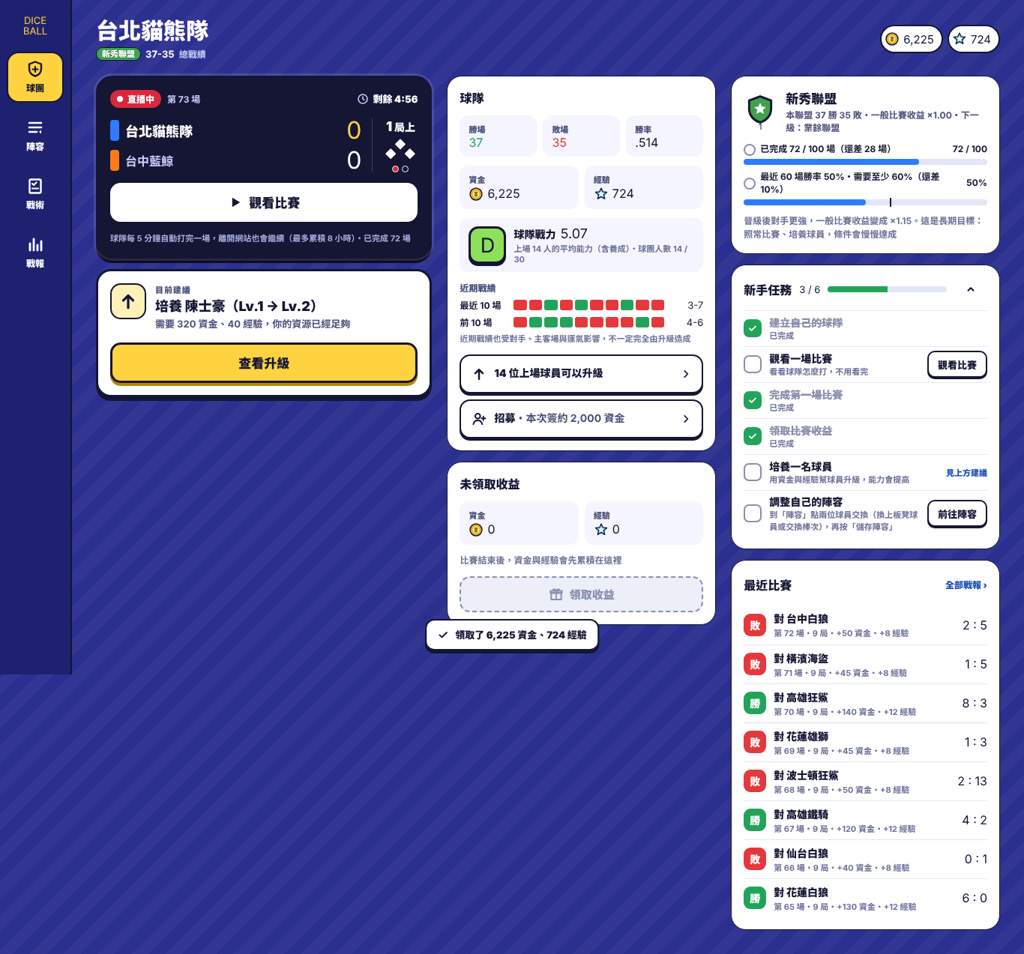 DICE
BALL
球團
陣容
戰術
戰報
台北貓熊隊
新秀聯盟 37-35 總戰績
6,225
724
直播中 第 73 場 剩餘 4:56
台北貓熊隊 0
台中藍鯨 0
1 局上
觀看比賽
球隊每 5 分鐘自動打完一場，離開網站也會繼續（最多累積 8 小時）・已完成 72 場
目前建議
培養 陳士豪（Lv.1 → Lv.2）
需要 320 資金、40 經驗，你的資源已經足夠
查看升級
球隊
勝場
37
敗場
35
勝率
.514
資金
6,225
經驗
724
D
球隊戰力 5.07
上場 14 人的平均能力（含養成）・球團人數 14 /
30
近期戰績
最近 10 場 3-7
前 10 場 4-6
近期戰績也受對手、主客場與運氣影響，不一定完全由升級造成
14 位上場球員可以升級
招募・本次簽約 2,000 資金
未領取收益
資金
0
經驗
0
比賽結束後，資金與經驗會先累積在這裡
領取收益
領取了 6,225 資金、724 經驗
新秀聯盟
本聯盟 37 勝 35 敗・一般比賽收益 ×1.00・下一
級：業餘聯盟
已完成 72 / 100 場（還差 28 場） 72 / 100
最近 60 場勝率 50%・需要至少 60%（還差
10%） 50%
晉級後對手更強，一般比賽收益變成 ×1.15。這是長期目標：
照常比賽、培養球員，條件會慢慢達成
新手任務 3 / 6
建立自己的球隊
已完成
觀看一場比賽
看看球隊怎麼打，不用看完
觀看比賽
完成第一場比賽
已完成
領取比賽收益
已完成
培養一名球員
用資金與經驗幫球員升級，能力會提高
見上方建議
調整自己的陣容
到「陣容」點兩位球員交換（換上板凳球
員或交換棒次），再按「儲存陣容」
前往陣容
最近比賽 全部戰報 ›
敗 對 台中白狼 2 : 5
第 72 場・9 局・+50 資金・+8 經驗
敗 對 橫濱海盜 1 : 5
第 71 場・9 局・+45 資金・+8 經驗
勝 對 高雄狂鯊 8 : 3
第 70 場・9 局・+140 資金・+12 經驗
敗 對 花蓮雄獅 1 : 3
第 69 場・9 局・+45 資金・+8 經驗
敗 對 波士頓狂鯊 2 : 13
第 68 場・9 局・+50 資金・+8 經驗
勝 對 高雄鐵騎 4 : 2
第 67 場・9 局・+120 資金・+12 經驗
敗 對 仙台白狼 0 : 1
第 66 場・9 局・+40 資金・+8 經驗
勝 對 花蓮白狼 6 : 0
第 65 場・9 局・+130 資金・+12 經驗